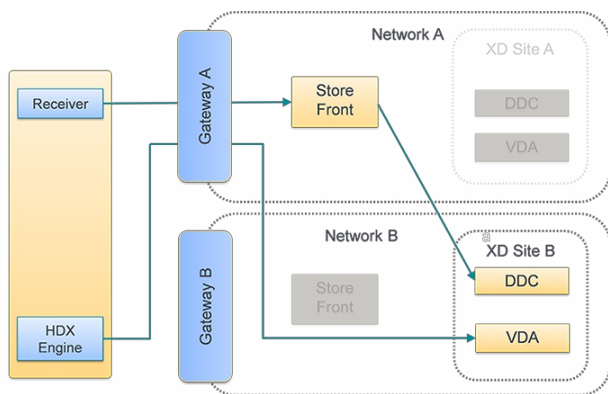 Network A
XD Site A
Receiver
Gateway A
Store
Front
DDC
VDA
Network B
XD Site B
Gateway B
Store
Front
DDC
HDX
Engine
VDA